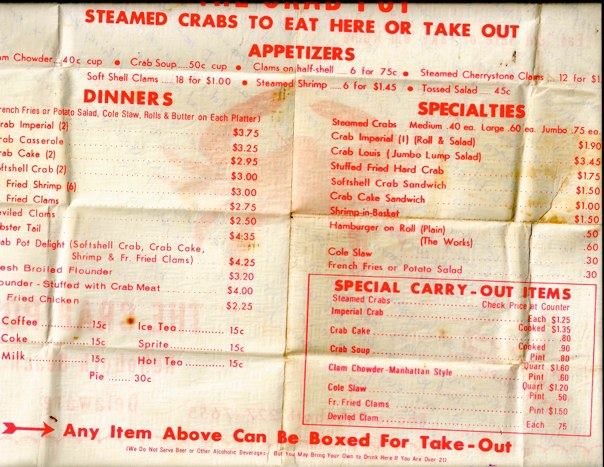 THE CRAB POT
STEAMED CRABS TO EAT HERE OR TAKE OUT
APPETIZERS
am Chowder..40c cup • Crab Soup....50c cup • Clams on half-shell 6 for 75c • Steamed Cherrystone Clams ... 12 for $1
Soft Shell Clams .... 18 for $1.00 • Steamed Shrimp .... 6 for $1.45 • Tossed Salad .... 45c
DINNERS
rench Fries or Potato Salad, Cole Slaw, Rolls & Butter on Each Platter)
rab Imperial (2) $3.75
rab Casserole $3.25
rab Cake (2) $2.95
oftshell Crab (2) $3.00
Fried Shrimp (6) $3.00
Fried Clams $2.75
eviled Clams $2.50
obster Tail $4.35
ab Pot Delight (Softshell Crab, Crab Cake,
Shrimp & Fr. Fried Clams) $4.25
esh Broiled Flounder $3.20
ounder - Stuffed with Crab Meat $4.00
Fried Chicken $2.25
Coffee 15c Ice Tea 15c
Coke 15c Sprite 15c
Milk 15c Hot Tea 15c
Pie ...... 30c
SPECIALTIES
Steamed Crabs Medium .40 ea. Large .60 ea. Jumbo .75 ea.
Crab Imperial (1) (Roll & Salad) $1.90
Crab Louis (Jumbo Lump Salad) $3.45
Stuffed Fried Hard Crab $1.75
Softshell Crab Sandwich $1.50
Crab Cake Sandwich $1.00
Shrimp-in-Basket $1.50
Hamburger on Roll (Plain) .50
(The Works) .60
Cole Slaw .30
French Fries or Potato Salad .30
SPECIAL CARRY-OUT ITEMS
Steamed Crabs Check Price at Counter
Imperial Crab Each $1.25
Cooked $1.35
Crab Cake .80
Cooked .90
Crab Soup Pint .80
Quart $1.60
Clam Chowder-Manhattan Style Pint .60
Quart $1.20
Cole Slaw Pint .50
Fr. Fried Clams Pint $1.50
Deviled Clam Each 75
Any Item Above Can Be Boxed For Take-Out
(We Do Not Serve Beer or Other Alcoholic Beverages But You May Bring Your Own to Drink Here If You Are Over 21)